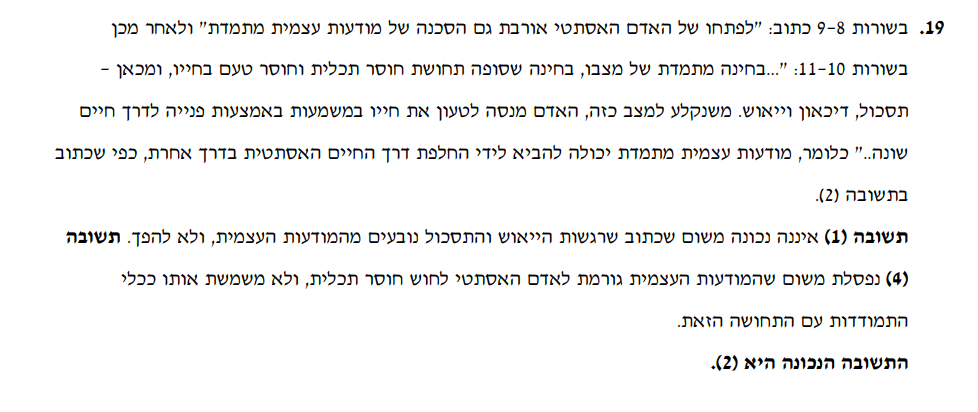 19. בשורות 8-9 כתוב: "לפתחו של האדם האסתטי אורבת גם הסכנה של מודעות עצמית מתמדת" ולאחר מכן
בשורות 10-11: "...בחינה מתמדת של מצבו, בחינה שסופה תחושת חוסר תכלית וחוסר טעם בחייו, ומכאן –
תסכול, דיכאון וייאוש. משנקלע למצב כזה, האדם מנסה לטעון את חייו במשמעות באמצעות פנייה לדרך חיים
שונה.." כלומר, מודעות עצמית מתמדת יכולה להביא לידי החלפת דרך החיים האסתטית בדרך אחרת, כפי שכתוב
בתשובה (2).
תשובה (1) איננה נכונה משום שכתוב שרגשות הייאוש והתסכול נובעים מהמודעות העצמית, ולא להפך. תשובה
(4) נפסלת משום שהמודעות העצמית גורמת לאדם האסתטי לחוש חוסר תכלית, ולא משמשת אותו ככלי
התמודדות עם התחושה הזאת.
התשובה הנכונה היא (2).